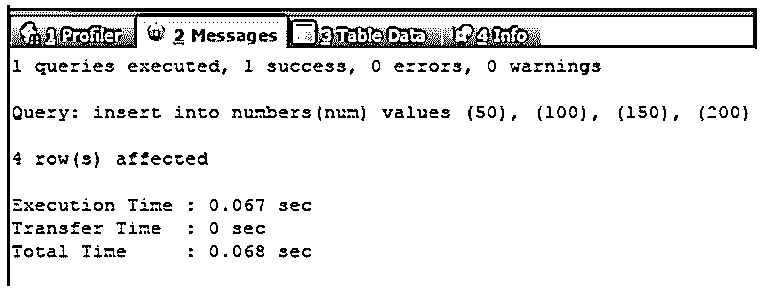 1 Profiler 2 Messages 3 Table Data 4 Info
1 queries executed, 1 success, 0 errors, 0 warnings
Query: insert into numbers(num) values (50), (100), (150), (200)
4 row(s) affected
Execution Time : 0.067 sec
Transfer Time : 0 sec
Total Time : 0.068 sec